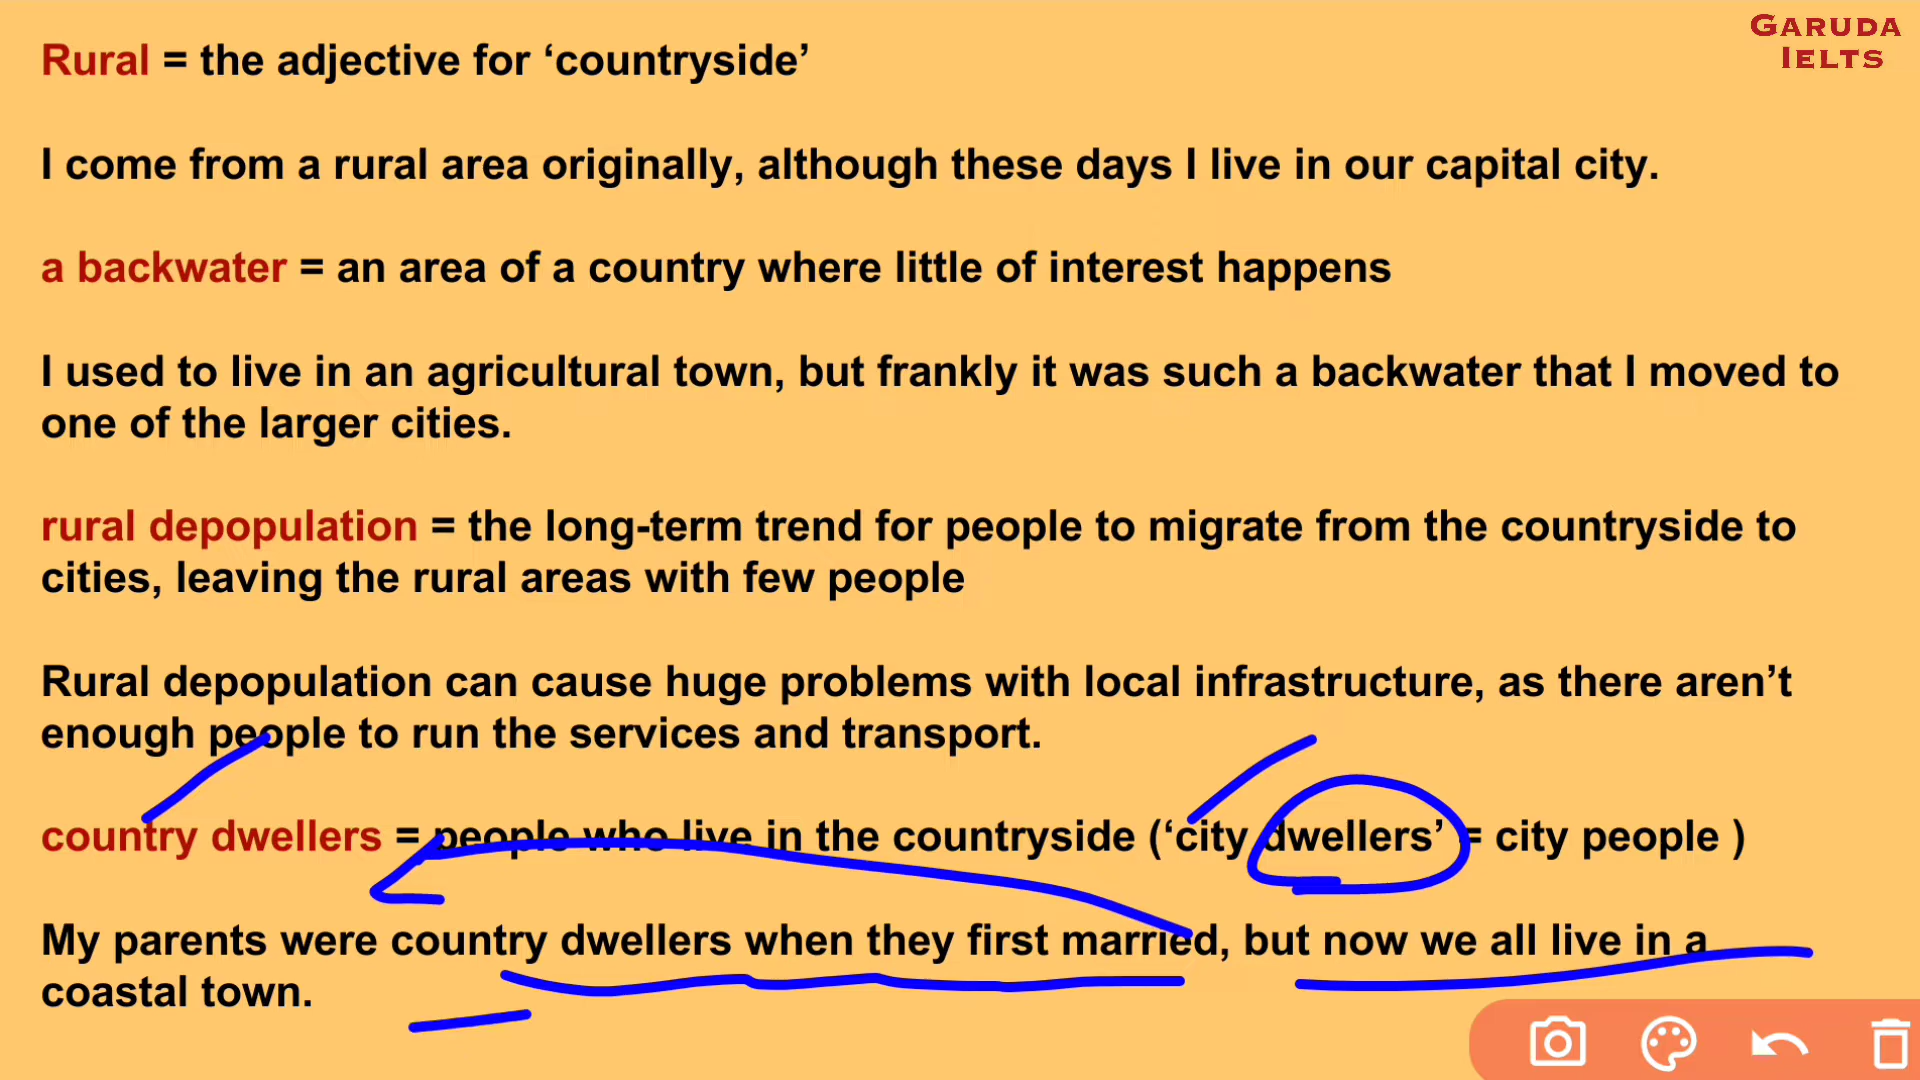 GARUDA
IELTS
Rural = the adjective for ‘countryside’
I come from a rural area originally, although these days I live in our capital city.
a backwater = an area of a country where little of interest happens
I used to live in an agricultural town, but frankly it was such a backwater that I moved to
one of the larger cities.
rural depopulation = the long-term trend for people to migrate from the countryside to
cities, leaving the rural areas with few people
Rural depopulation can cause huge problems with local infrastructure, as there aren’t
enough people to run the services and transport.
country dwellers = people who live in the countryside (‘city dwellers’ = city people )
My parents were country dwellers when they first married, but now we all live in a
coastal town.